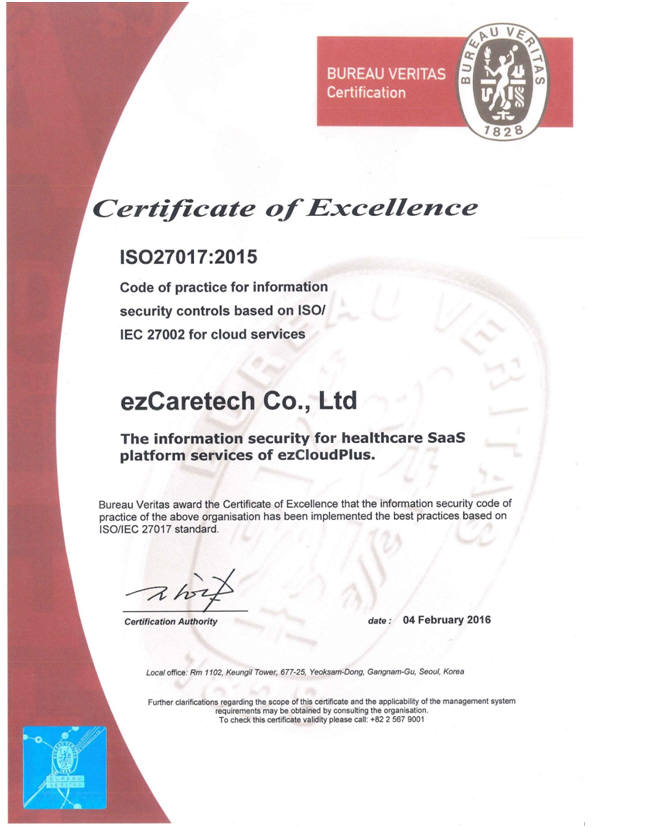 BUREAU VERITAS
Certification
BUREAU VERITAS
1828
Certificate of Excellence
ISO27017:2015
Code of practice for information
security controls based on ISO/
IEC 27002 for cloud services
BUREAU VERITAS
ezCaretech Co., Ltd
The information security for healthcare SaaS
platform services of ezCloudPlus.
Bureau Veritas award the Certificate of Excellence that the information security code of
practice of the above organisation has been implemented the best practices based on
ISO/IEC 27017 standard.
Certification Authority
date : 04 February 2016
Local office: Rm 1102, Keungil Tower, 677-25, Yeoksam-Dong, Gangnam-Gu, Seoul, Korea
Further clarifications regarding the scope of this certificate and the applicability of the management system
requirements may be obtained by consulting the organisation.
To check this certificate validity please call: +82 2 567 9001
BUREAU
VERITAS